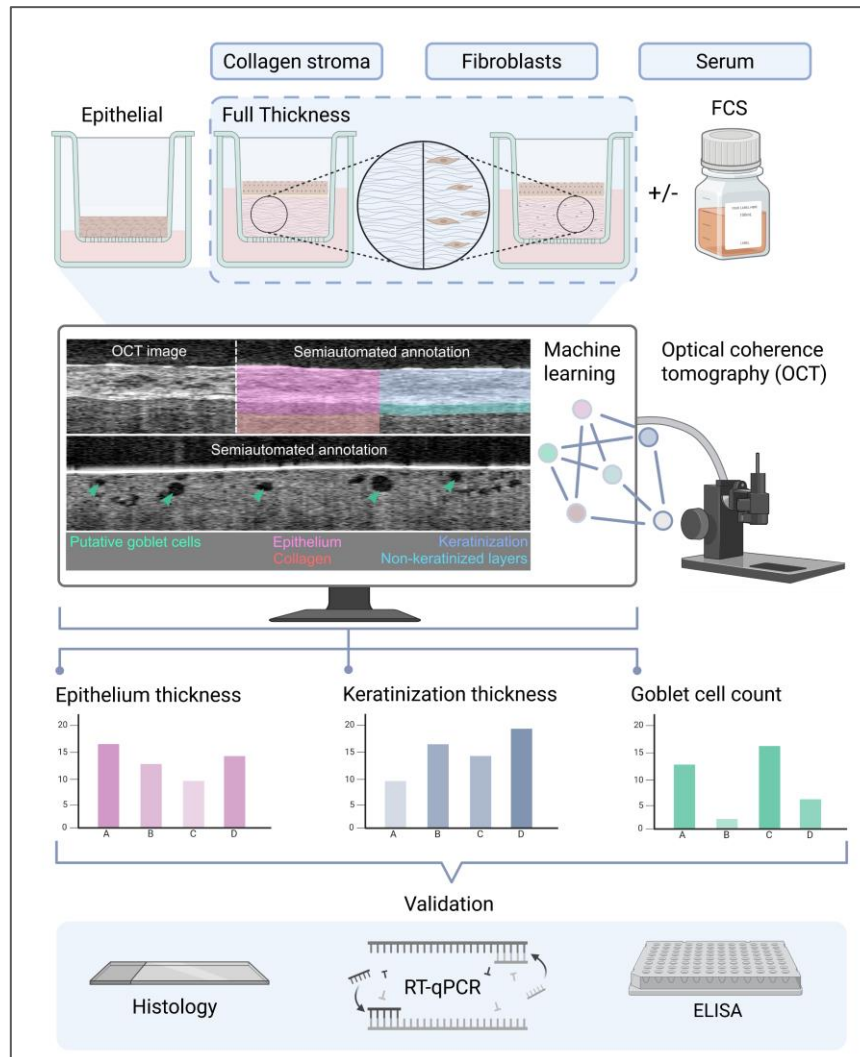 Collagen stroma
Fibroblasts
Serum
Epithelial
Full Thickness
FCS
+/-
OCT image
Semiautomated annotation
Machine
learning
Optical coherence
tomography (OCT)
Semiautomated annotation
Putative goblet cells
Epithelium
Keratinization
Collagen
Non-keratinized layers
Epithelium thickness
Keratinization thickness
Goblet cell count
20
15
10
5
0
A
B
C
D
20
15
10
5
0
A
B
C
D
20
15
10
5
0
A
B
C
D
Validation
Histology
RT-qPCR
ELISA